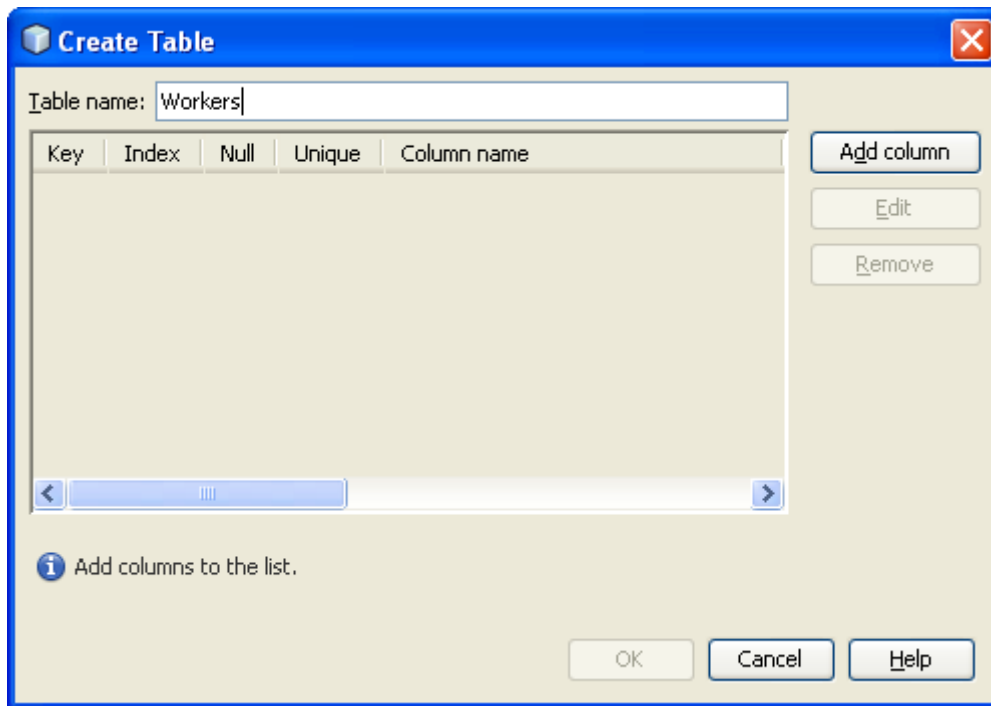 Create Table
Table name: Workers
Key Index Null Unique Column name
Add column
Edit
Remove
Add columns to the list.
OK Cancel Help